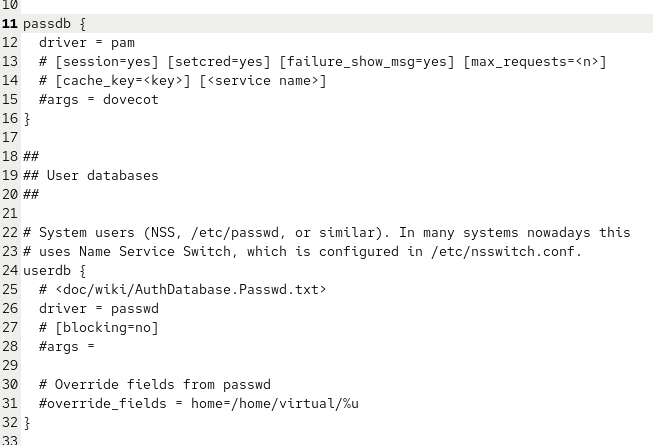 10
11 passdb {
12   driver = pam
13   # [session=yes] [setcred=yes] [failure_show_msg=yes] [max_requests=<n>]
14   # [cache_key=<key>] [<service name>]
15   #args = dovecot
16 }
17
18 ##
19 ## User databases
20 ##
21
22 # System users (NSS, /etc/passwd, or similar). In many systems nowadays this
23 # uses Name Service Switch, which is configured in /etc/nsswitch.conf.
24 userdb {
25   # <doc/wiki/AuthDatabase.Passwd.txt>
26   driver = passwd
27   # [blocking=no]
28   #args =
29
30   # Override fields from passwd
31   #override_fields = home=/home/virtual/%u
32 }
33